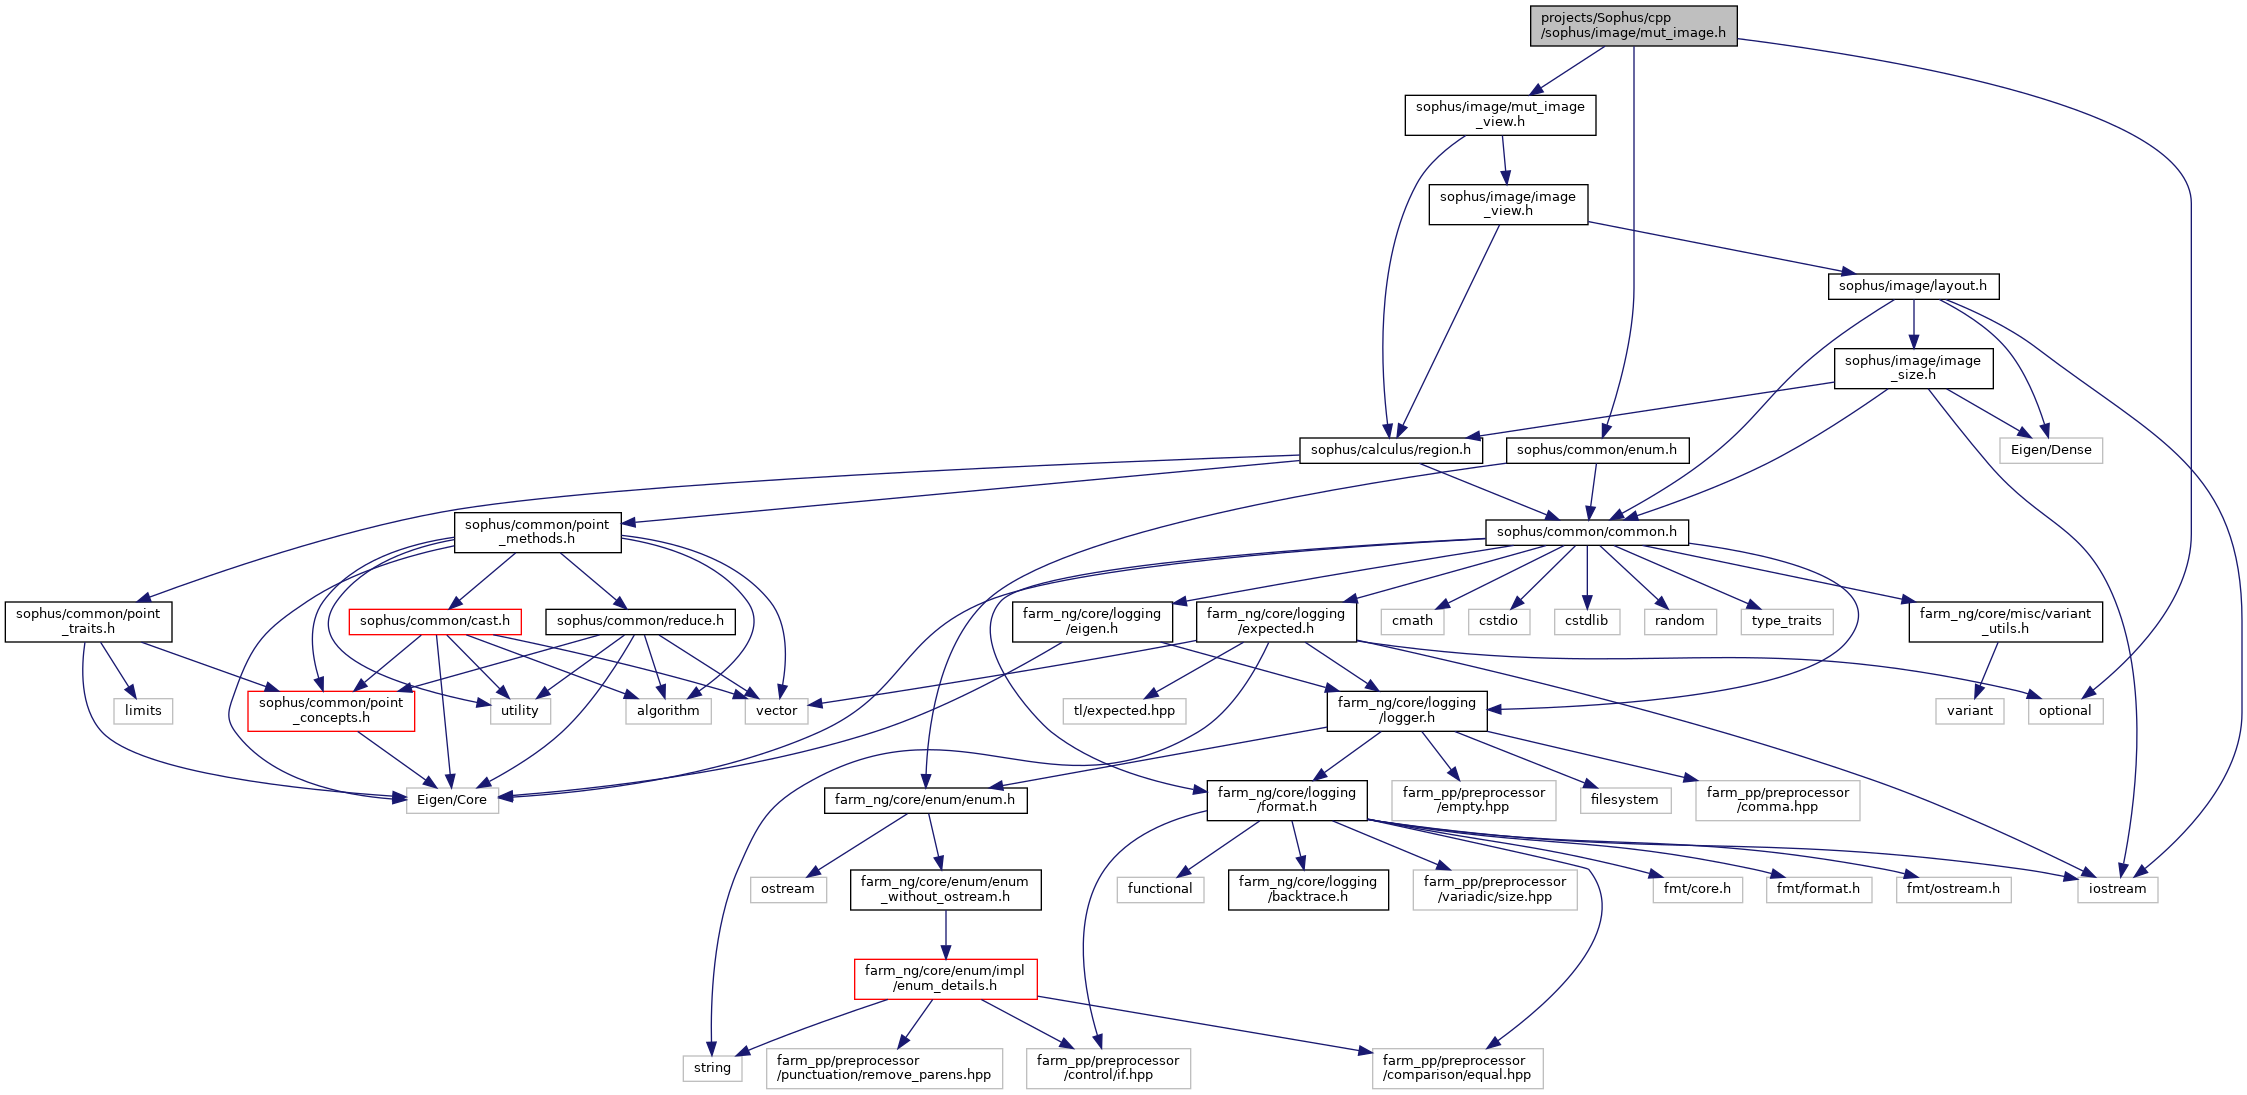 projects/Sophus/cpp
/sophus/image/mut_image.h
sophus/image/mut_image
_view.h
sophus/image/image
_view.h
sophus/image/layout.h
sophus/image/image
_size.h
sophus/calculus/region.h
sophus/common/enum.h
Eigen/Dense
sophus/common/point
_methods.h
sophus/common/common.h
sophus/common/point
_traits.h
sophus/common/cast.h
sophus/common/reduce.h
farm_ng/core/logging
/eigen.h
farm_ng/core/logging
/expected.h
cmath
cstdio
cstdlib
random
type_traits
farm_ng/core/misc/variant
_utils.h
limits
sophus/common/point
_concepts.h
utility
algorithm
vector
tl/expected.hpp
farm_ng/core/logging
/logger.h
variant
optional
Eigen/Core
farm_ng/core/enum/enum.h
farm_ng/core/logging
/format.h
farm_pp/preprocessor
/empty.hpp
filesystem
farm_pp/preprocessor
/comma.hpp
ostream
farm_ng/core/enum/enum
_without_ostream.h
functional
farm_ng/core/logging
/backtrace.h
farm_pp/preprocessor
/variadic/size.hpp
fmt/core.h
fmt/format.h
fmt/ostream.h
iostream
farm_ng/core/enum/impl
/enum_details.h
string
farm_pp/preprocessor
/punctuation/remove_parens.hpp
farm_pp/preprocessor
/control/if.hpp
farm_pp/preprocessor
/comparison/equal.hpp